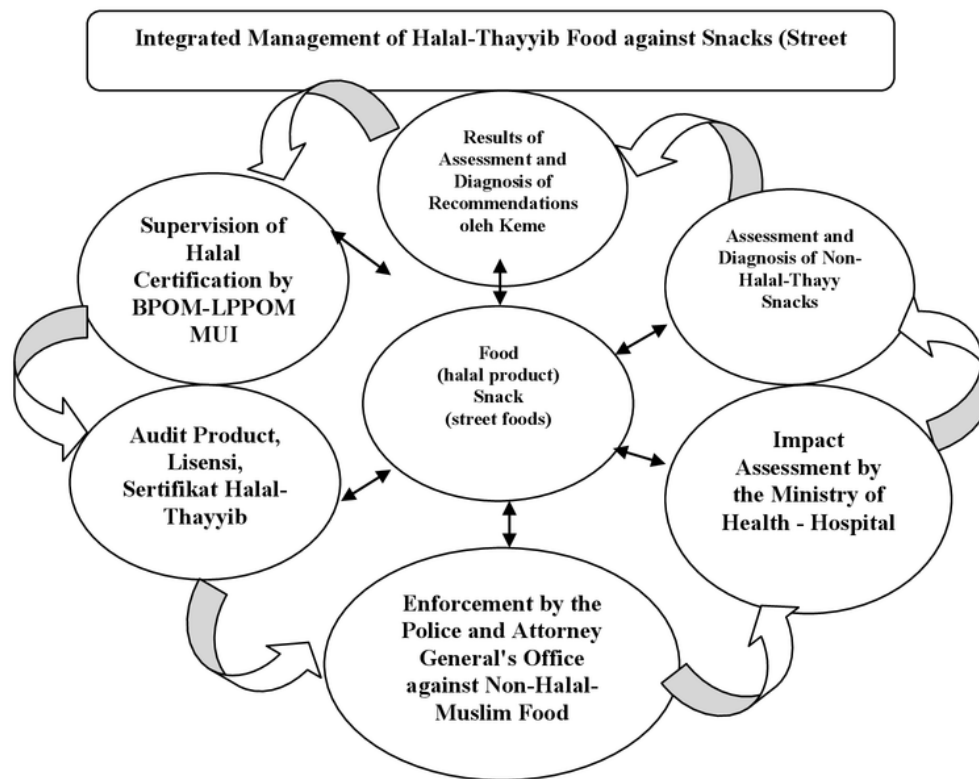 Integrated Management of Halal-Thayyib Food against Snacks (Street
Results of
Assessment and
Diagnosis of
Recommendations
oleh Keme
Supervision of
Halal
Certification by
BPOM-LPPOM
MUI
Assessment and
Diagnosis of Non-
Halal-Thayy
Snacks
Food
(halal product)
Snack
(street foods)
Audit Product,
Lisensi,
Sertifikat Halal-
Thayyib
Impact
Assessment by
the Ministry of
Health - Hospital
Enforcement by the
Police and Attorney
General's Office
against Non-Halal-
Muslim Food